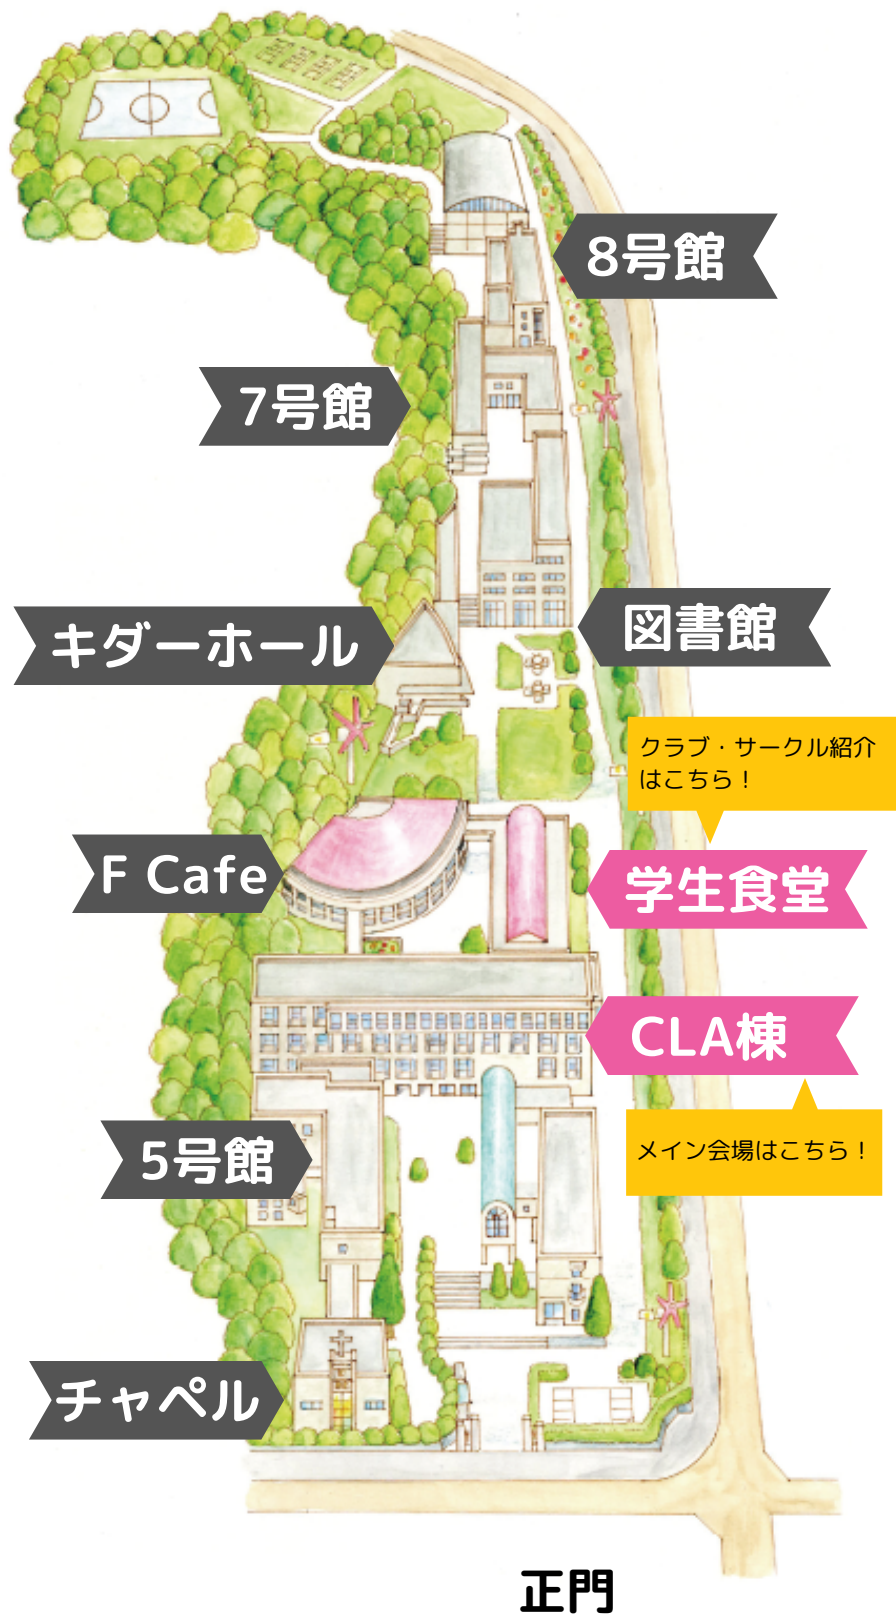 8号館
7号館
キダーホール
図書館
クラブ・サークル紹介
はこちら！
F Cafe
学生食堂
CLA棟
メイン会場はこちら！
5号館
チャペル
正門